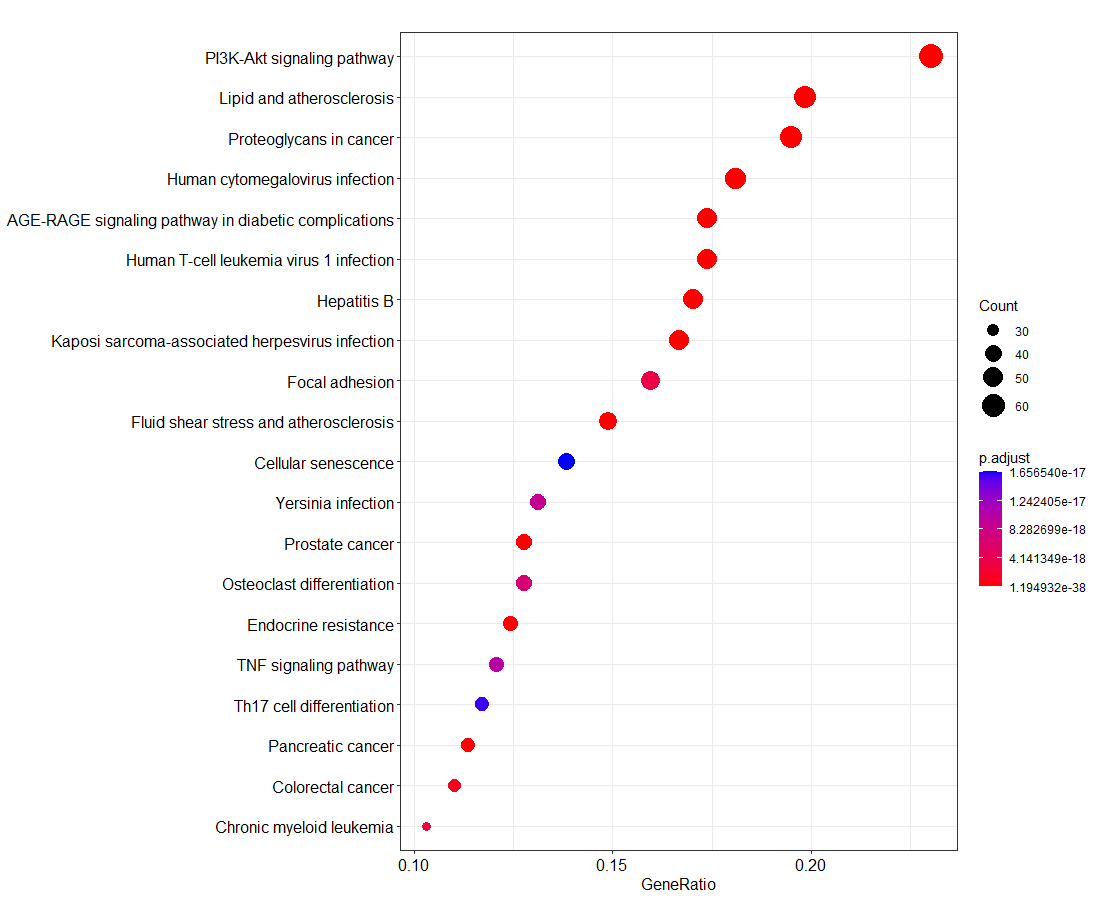 PI3K-Akt signaling pathway
Lipid and atherosclerosis
Proteoglycans in cancer
Human cytomegalovirus infection
AGE-RAGE signaling pathway in diabetic complications
Human T-cell leukemia virus 1 infection
Hepatitis B
Kaposi sarcoma-associated herpesvirus infection
Focal adhesion
Fluid shear stress and atherosclerosis
Cellular senescence
Yersinia infection
Prostate cancer
Osteoclast differentiation
Endocrine resistance
TNF signaling pathway
Th17 cell differentiation
Pancreatic cancer
Colorectal cancer
Chronic myeloid leukemia
0.10 0.15 0.20
GeneRatio
Count
30
40
50
60
p.adjust
1.656540e-17
1.242405e-17
8.282699e-18
4.141349e-18
1.194932e-38